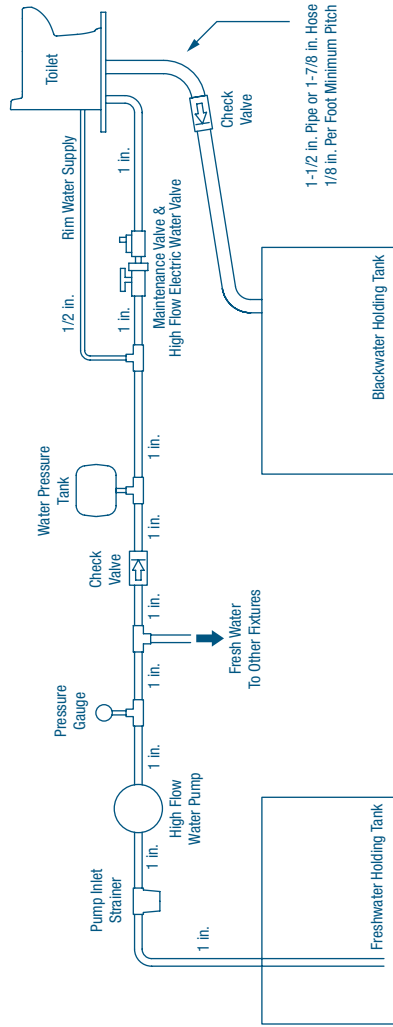 Toilet
Rim Water Supply
1/2 in.
1 in.
1 in.
Maintenance Valve &
High Flow Electric Water Valve
Check
Valve
1-1/2 in. Pipe or 1-7/8 in. Hose
1/8 in. Per Foot Minimum Pitch
Blackwater Holding Tank
1 in.
Water Pressure
Tank
1 in.
Check
Valve
1 in.
Fresh Water
To Other Fixtures
1 in.
Pressure
Gauge
1 in.
High Flow
Water Pump
1 in.
Pump Inlet
Strainer
1 in.
Freshwater Holding Tank